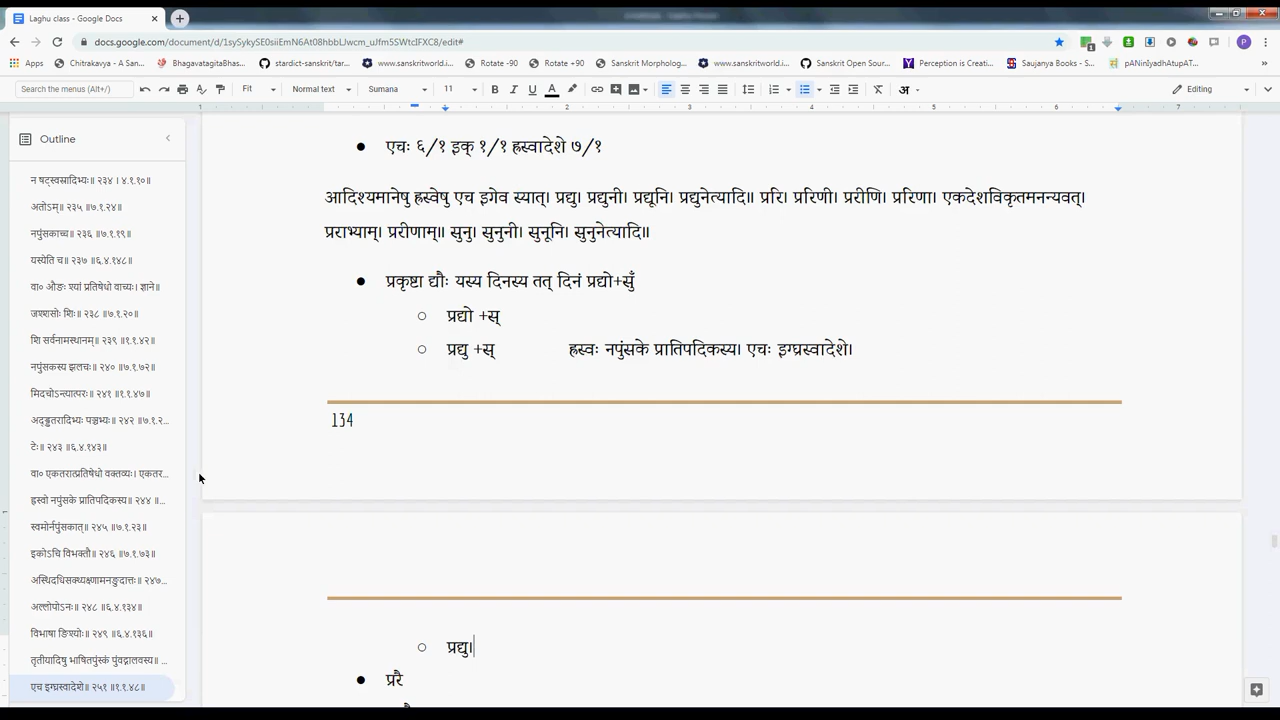 Laghu class - Google Docs
docs.google.com/document/d/1sySykySE0siiEmN6At08hbbLJwcm_uJfm5SWtcIFXC8/edit#
Apps Chitrakavya - A San... BhagavatagitaBhas... stardict-sanskrit/tar... www.sanskritworld.i... Rotate -90 Rotate +90 Sanskrit Morpholog... www.sanskritworld.i... Sanskrit Open Sour... Perception is Creati... Saujanya Books - S... pANinIyadhAtupAT...
Search the menus (Alt+/) Fit Normal text Sumana 11 B I U A Editing
1 2 3 4 5 6 7
Outline
न षट्स्वस्रादिभ्यः॥ २३४ । ४.१.१०॥
अतोऽम्॥ २३५ ॥७.१.२४॥
नपुंसकाच्च॥ २३६ ॥७.१.१९॥
यस्येति च॥ २३७ ॥६.४.१४८॥
वा० औङः श्यां प्रतिषेधो वाच्यः। ज्ञाने॥
जश्शसोः शिः॥ २३८ ॥७.१.२०॥
शि सर्वनामस्थानम्॥ २३९ ॥१.१.४२॥
नपुंसकस्य झलचः॥ २४० ॥७.१.७२॥
मिदचोऽन्यात्परः॥ २४१ ॥१.१.४७॥
अद्ड्डतरादिभ्यः पञ्चभ्यः॥ २४२ ॥७.१.२...
टेः॥ २४३ ॥६.४.१४३॥
वा० एकतरात्प्रतिषेधो वक्तव्यः। एकतर...
ह्रस्वो नपुंसके प्रातिपदिकस्य॥ २४४ ॥...
स्वमोर्नपुंसकात्॥ २४५ ॥७.१.२३॥
इकोऽचि विभक्तौ॥ २४६ ॥७.१.७३॥
अस्थिदधिसक्थ्यक्ष्णामनङुदात्तः॥ २४७...
अल्लोपोऽनः॥ २४८ ॥६.४.१३४॥
विभाषा ङिश्योः॥ २४९ ॥६.४.१३६॥
तृतीयादिषु भाषितपुंस्कं पुंवद्गालवस्य॥ ...
एच इग्घ्रस्वादेशे॥ २५१ ॥१.१.४८॥
एचः ६/१ इक् १/१ ह्रस्वादेशे ७/१
आदिश्यमानेषु ह्रस्वेषु एच इगेव स्यात्। प्रद्यु। प्रद्युनी। प्रद्यूनि। प्रद्युनेत्यादि॥ प्ररि। प्ररिणी। प्ररीणि। प्ररिणा। एकदेशविकृतमनन्यवत्।
प्रराभ्याम्। प्ररीणाम्॥ सुनु। सुनुनी। सुनूनि। सुनुनेत्यादि॥
प्रकृष्टा द्यौः यस्य दिनस्य तत् दिनं प्रद्यो+सुँ
प्रद्यो +स्
प्रद्यु +स् ह्रस्वः नपुंसके प्रातिपदिकस्य। एचः इग्घ्रस्वादेशे।
134
प्रद्यु।
प्ररै